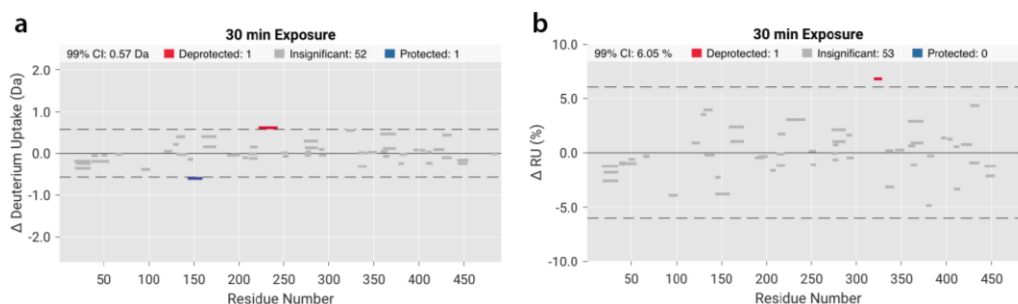 a
30 min Exposure
99% CI: 0.57 Da Deprotected: 1 Insignificant: 52 Protected: 1
2.0
1.0
0.0
-1.0
-2.0
Δ Deuterium Uptake (Da)
50 100 150 200 250 300 350 400 450
Residue Number
b
30 min Exposure
99% CI: 6.05 % Deprotected: 1 Insignificant: 53 Protected: 0
10.0
5.0
0.0
-5.0
-10.0
Δ RU (%)
50 100 150 200 250 300 350 400 450
Residue Number